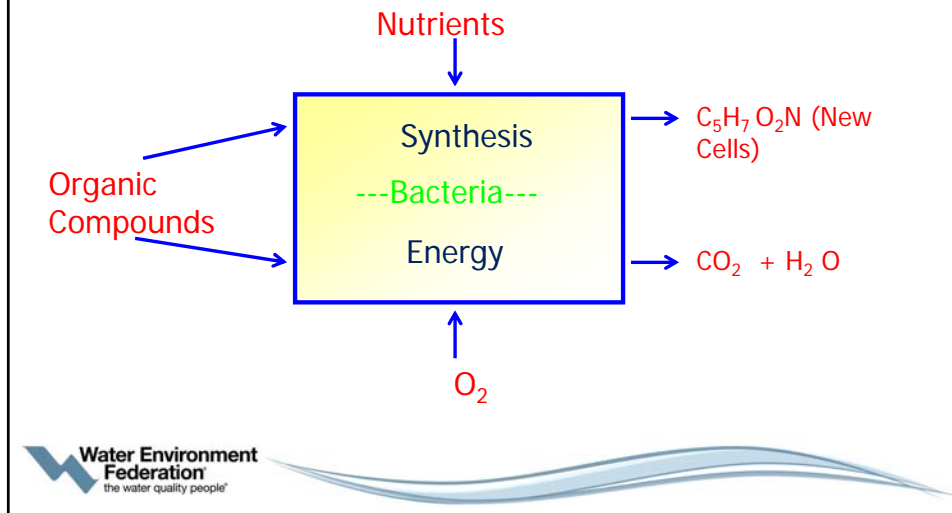 Nutrients
Synthesis
C₅H₇ O₂N (New
Cells)
---Bacteria---
Organic
Compounds
Energy
CO₂ + H₂ O
O₂
Water Environment
Federation®
the water quality people®